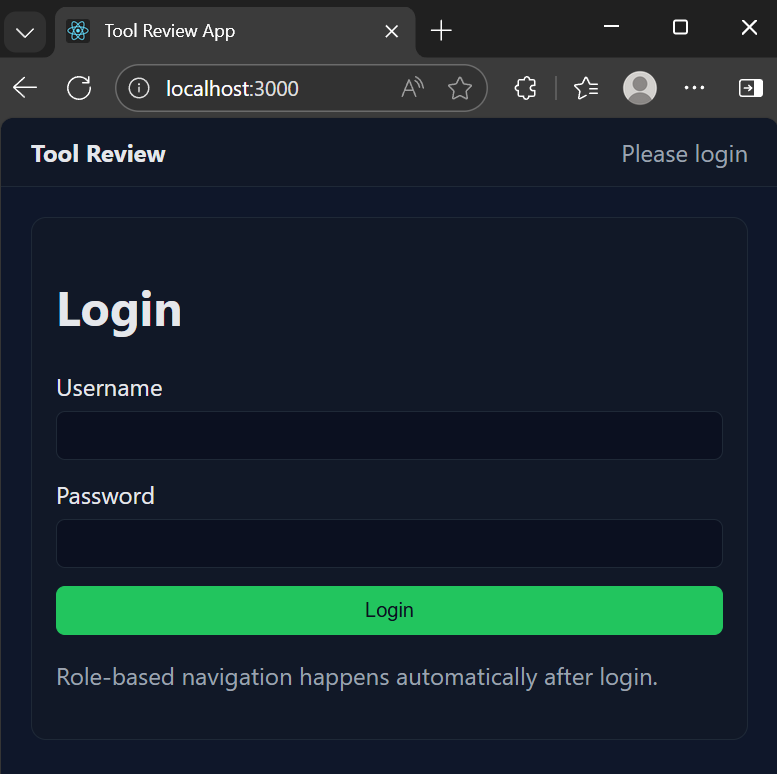 Tool Review App
localhost:3000
Tool Review
Please login
Login
Username
Password
Login
Role-based navigation happens automatically after login.